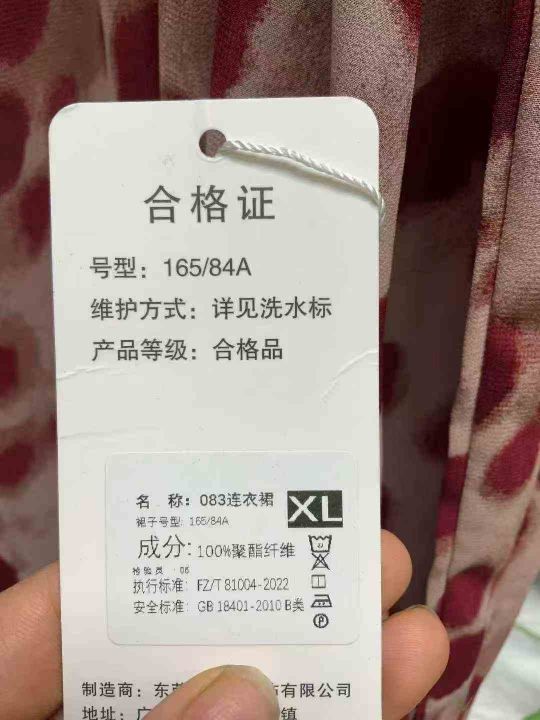 合格证
号型：165/84A
维护方式：详见洗水标
产品等级：合格品
名 称：083连衣裙
XL
裙子号型: 165/84A
成分: 100%聚酯纤维
检验员 : 06
执行标准: FZ/T 81004-2022
安全标准: GB 18401-2010 B类
制造商：东 有限公司
地址：广 镇